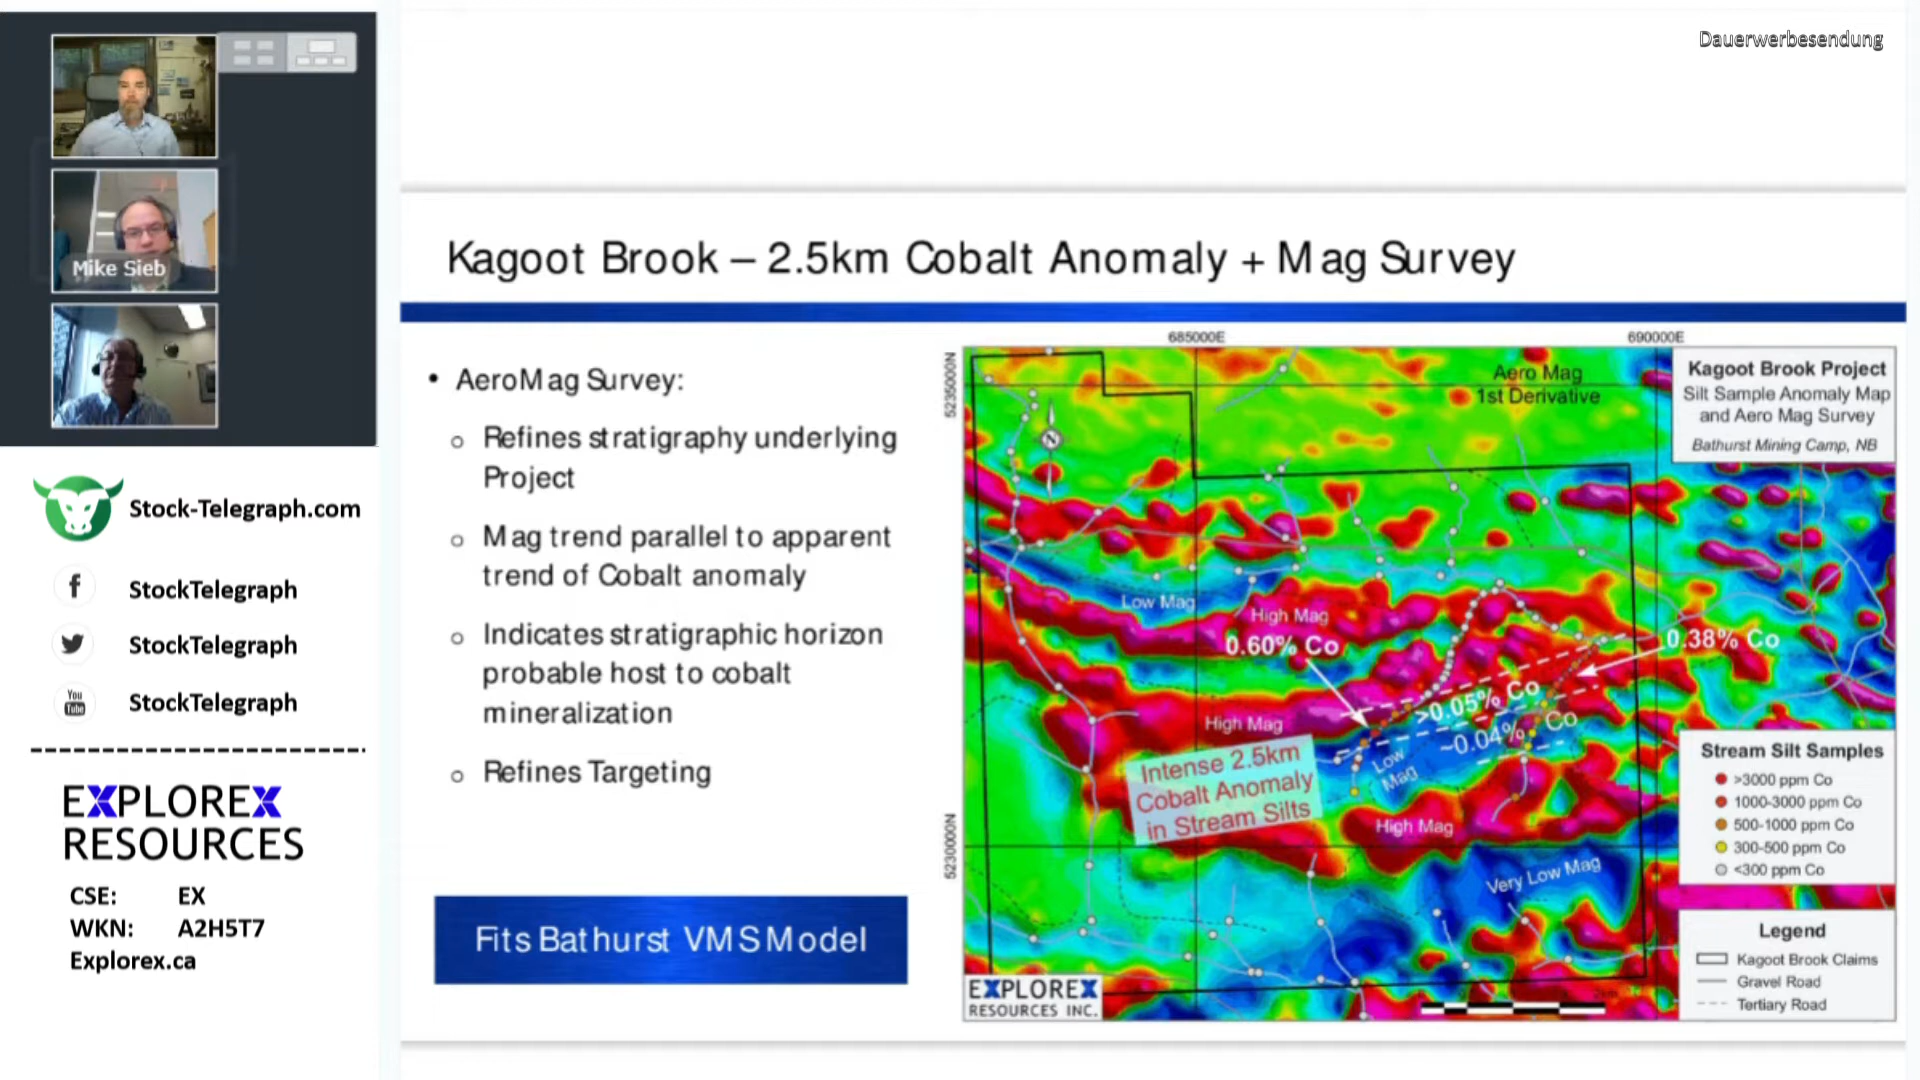 Dauerwerbesendung
Mike Sieb
Stock-Telegraph.com
f StockTelegraph
StockTelegraph
You
Tube
StockTelegraph
EXPLOREX
RESOURCES
CSE: EX
WKN: A2H5T7
Explorex.ca
Kagoot Brook – 2.5km Cobalt Anomaly + Mag Survey
• AeroMag Survey:
o Refines stratigraphy underlying
Project
o Mag trend parallel to apparent
trend of Cobalt anomaly
o Indicates stratigraphic horizon
probable host to cobalt
mineralization
o Refines Targeting
Fits Bathurst VMS Model
685000E
690000E
5235000N
5230000N
Aero Mag
1st Derivative
Kagoot Brook Project
Silt Sample Anomaly Map
and Aero Mag Survey
Bathurst Mining Camp, NB
N
Low Mag
High Mag
0.60% Co
0.38% Co
>0.05% Co
~0.04% Co
High Mag
Low
Mag
Intense 2.5km
Cobalt Anomaly
in Stream Silts
High Mag
Very Low Mag
Stream Silt Samples
>3000 ppm Co
1000-3000 ppm Co
500-1000 ppm Co
300-500 ppm Co
<300 ppm Co
Legend
Kagoot Brook Claims
Gravel Road
Tertiary Road
EXPLOREX
RESOURCES INC.